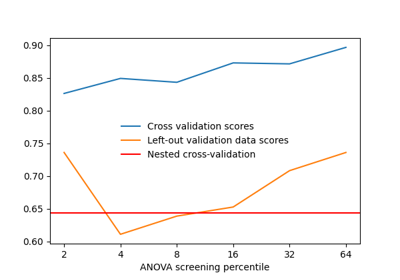 0.90
0.85
0.80
0.75
0.70
0.65
0.60
Cross validation scores
Left-out validation data scores
Nested cross-validation
2 4 8 16 32 64
ANOVA screening percentile